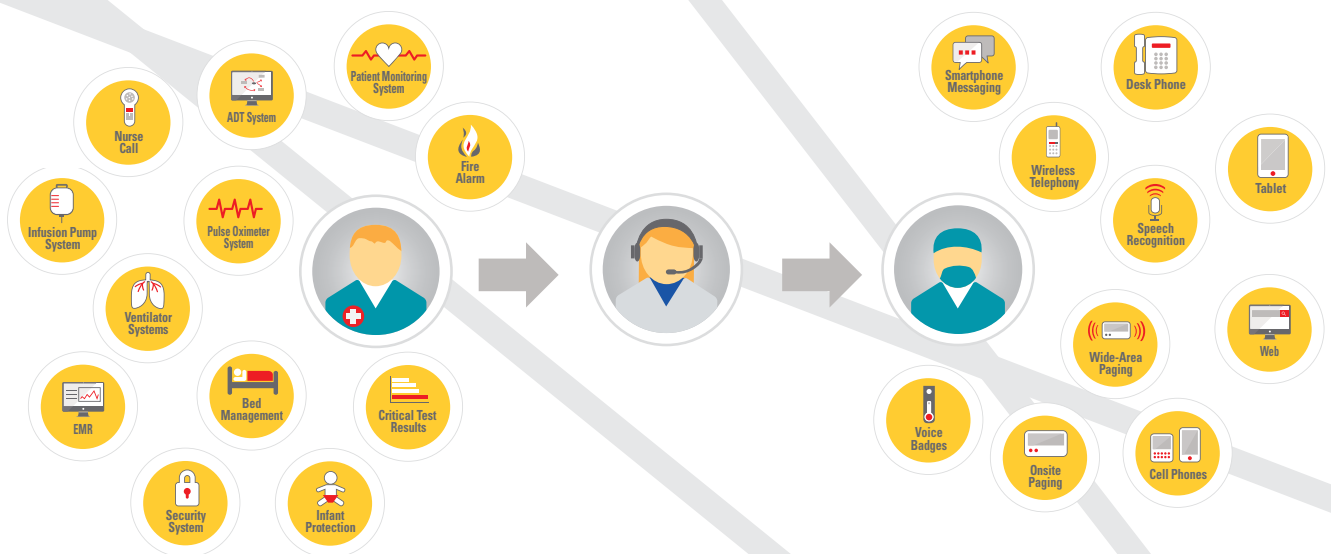 Patient Monitoring
System
ADT System
Nurse
Call
Fire
Alarm
Infusion Pump
System
Pulse Oximeter
System
Ventilator
Systems
EMR
Bed
Management
Critical Test
Results
Security
System
Infant
Protection
Smartphone
Messaging
Desk Phone
Wireless
Telephony
Tablet
Speech
Recognition
Wide-Area
Paging
Web
Voice
Badges
Onsite
Paging
Cell Phones